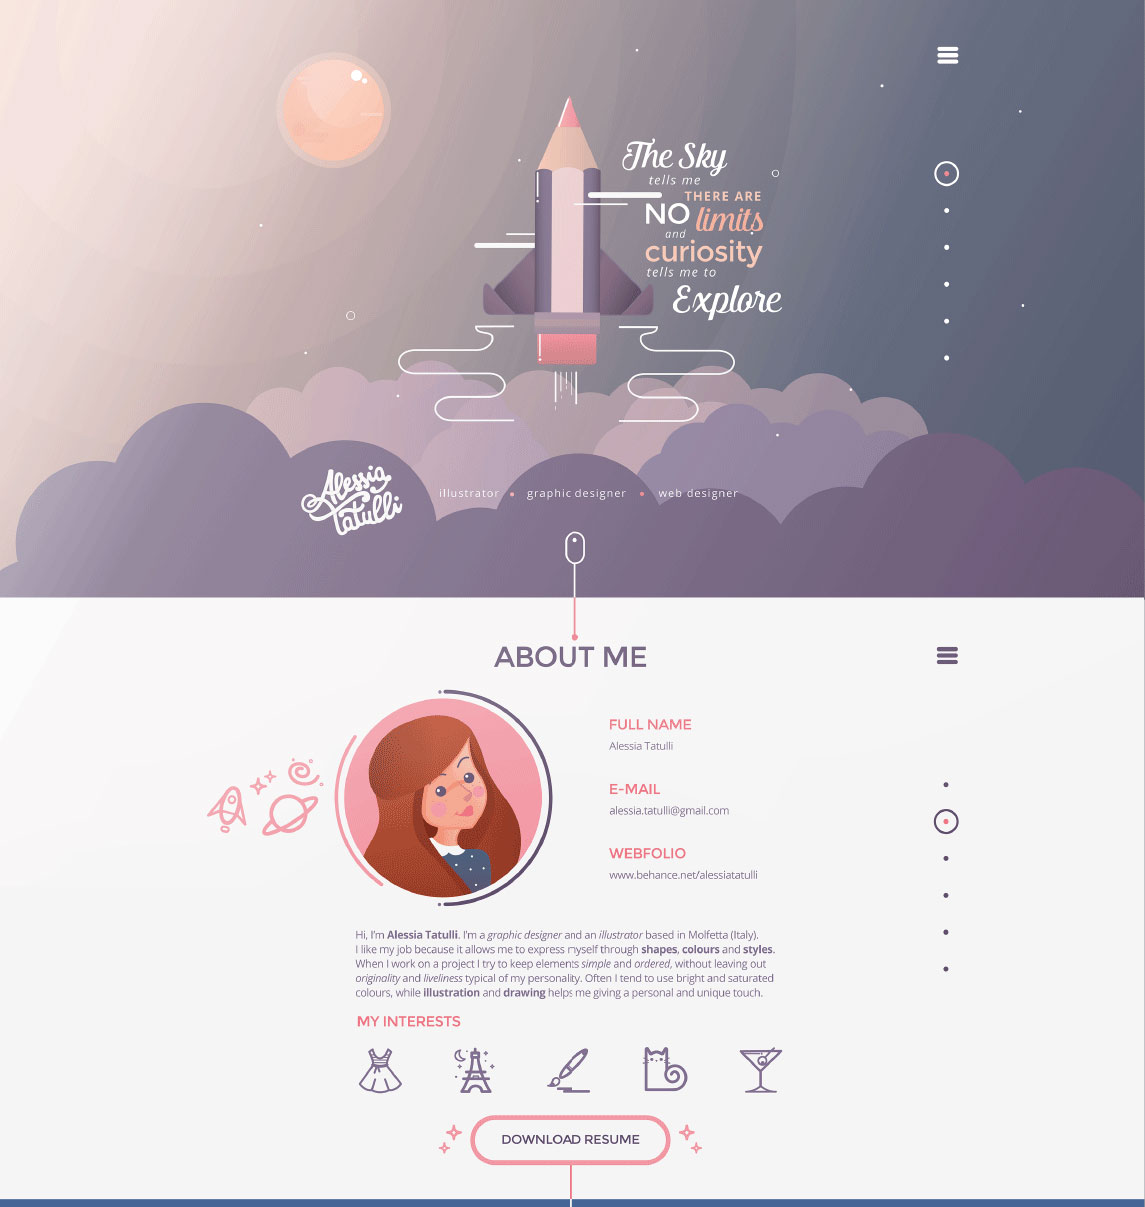 The Sky
tells me
THERE ARE
NO limits
and
curiosity
tells me to
Explore
Alessia
Tatulli
illustrator • graphic designer • web designer
ABOUT ME
FULL NAME
Alessia Tatulli
E-MAIL
alessia.tatulli@gmail.com
WEBFOLIO
www.behance.net/alessiatatulli
Hi, I'm Alessia Tatulli. I'm a graphic designer and an illustrator based in Molfetta (Italy).
I like my job because it allows me to express myself through shapes, colours and styles.
When I work on a project I try to keep elements simple and ordered, without leaving out
originality and liveliness typical of my personality. Often I tend to use bright and saturated
colours, while illustration and drawing helps me giving a personal and unique touch.
MY INTERESTS
DOWNLOAD RESUME